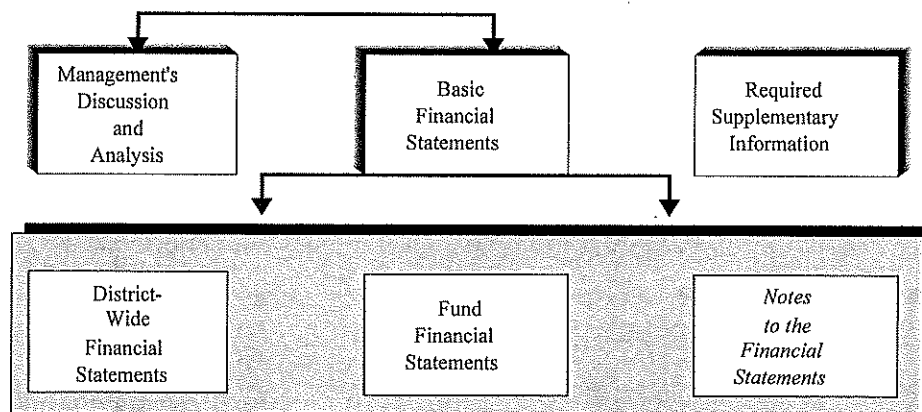 Management's
Discussion
and
Analysis
Basic
Financial
Statements
Required
Supplementary
Information
District-
Wide
Financial
Statements
Fund
Financial
Statements
Notes
to the
Financial
Statements